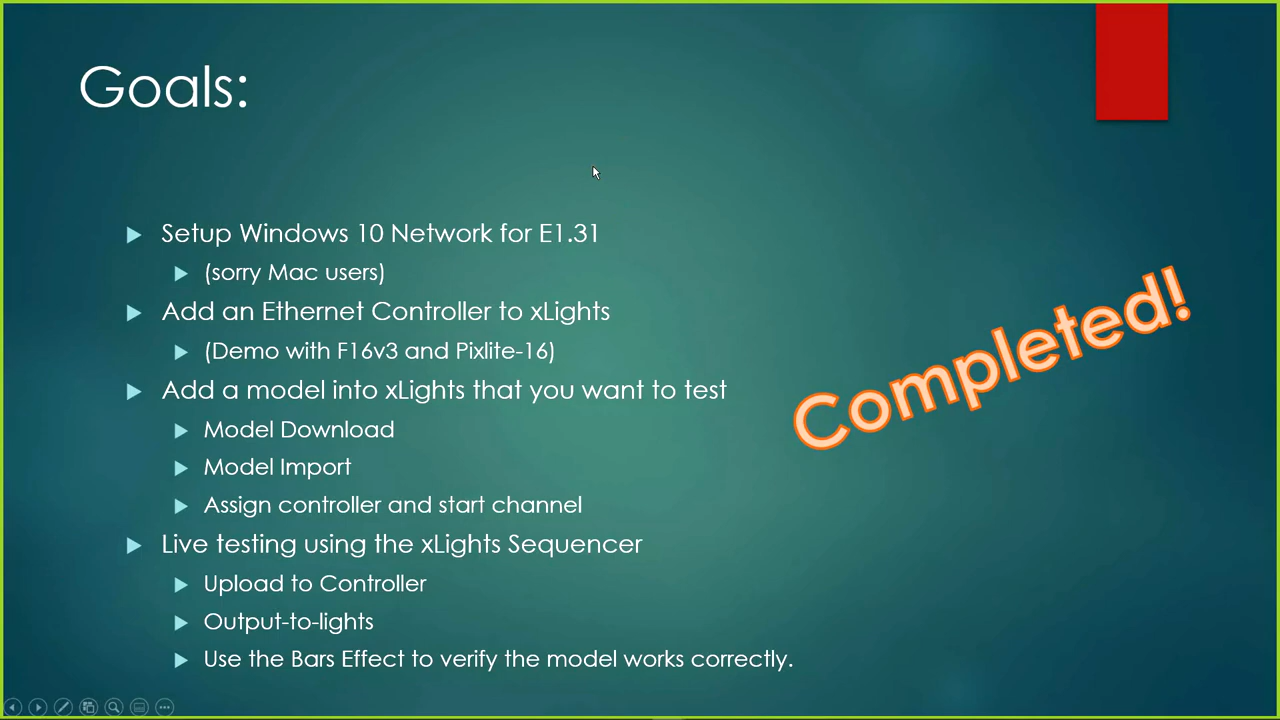 Goals:
Setup Windows 10 Network for E1.31
(sorry Mac users)
Add an Ethernet Controller to xLights
(Demo with F16v3 and Pixlite-16)
Add a model into xLights that you want to test
Model Download
Model Import
Assign controller and start channel
Live testing using the xLights Sequencer
Upload to Controller
Output-to-lights
Use the Bars Effect to verify the model works correctly.
Completed!